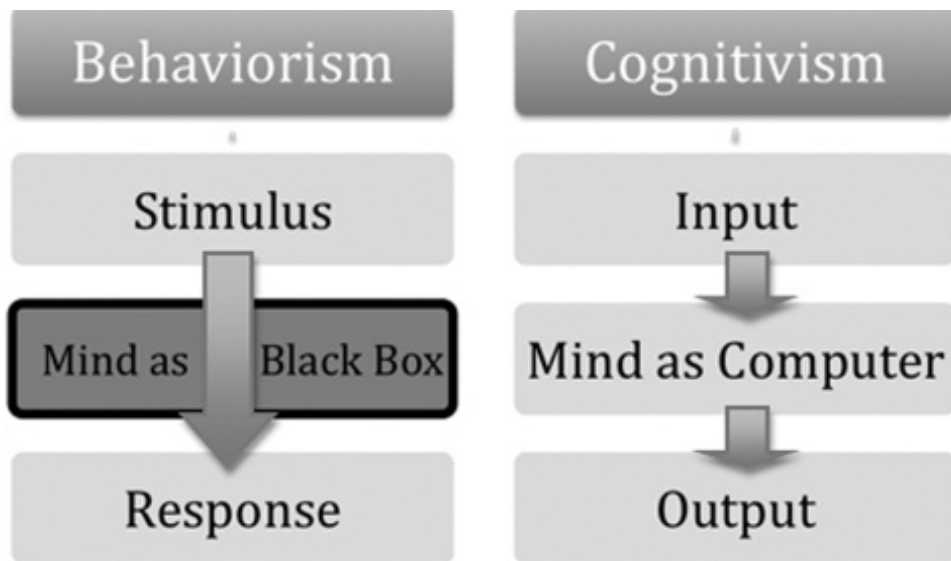 Behaviorism
Stimulus
Mind as Black Box
Response
Cognitivism
Input
Mind as Computer
Output